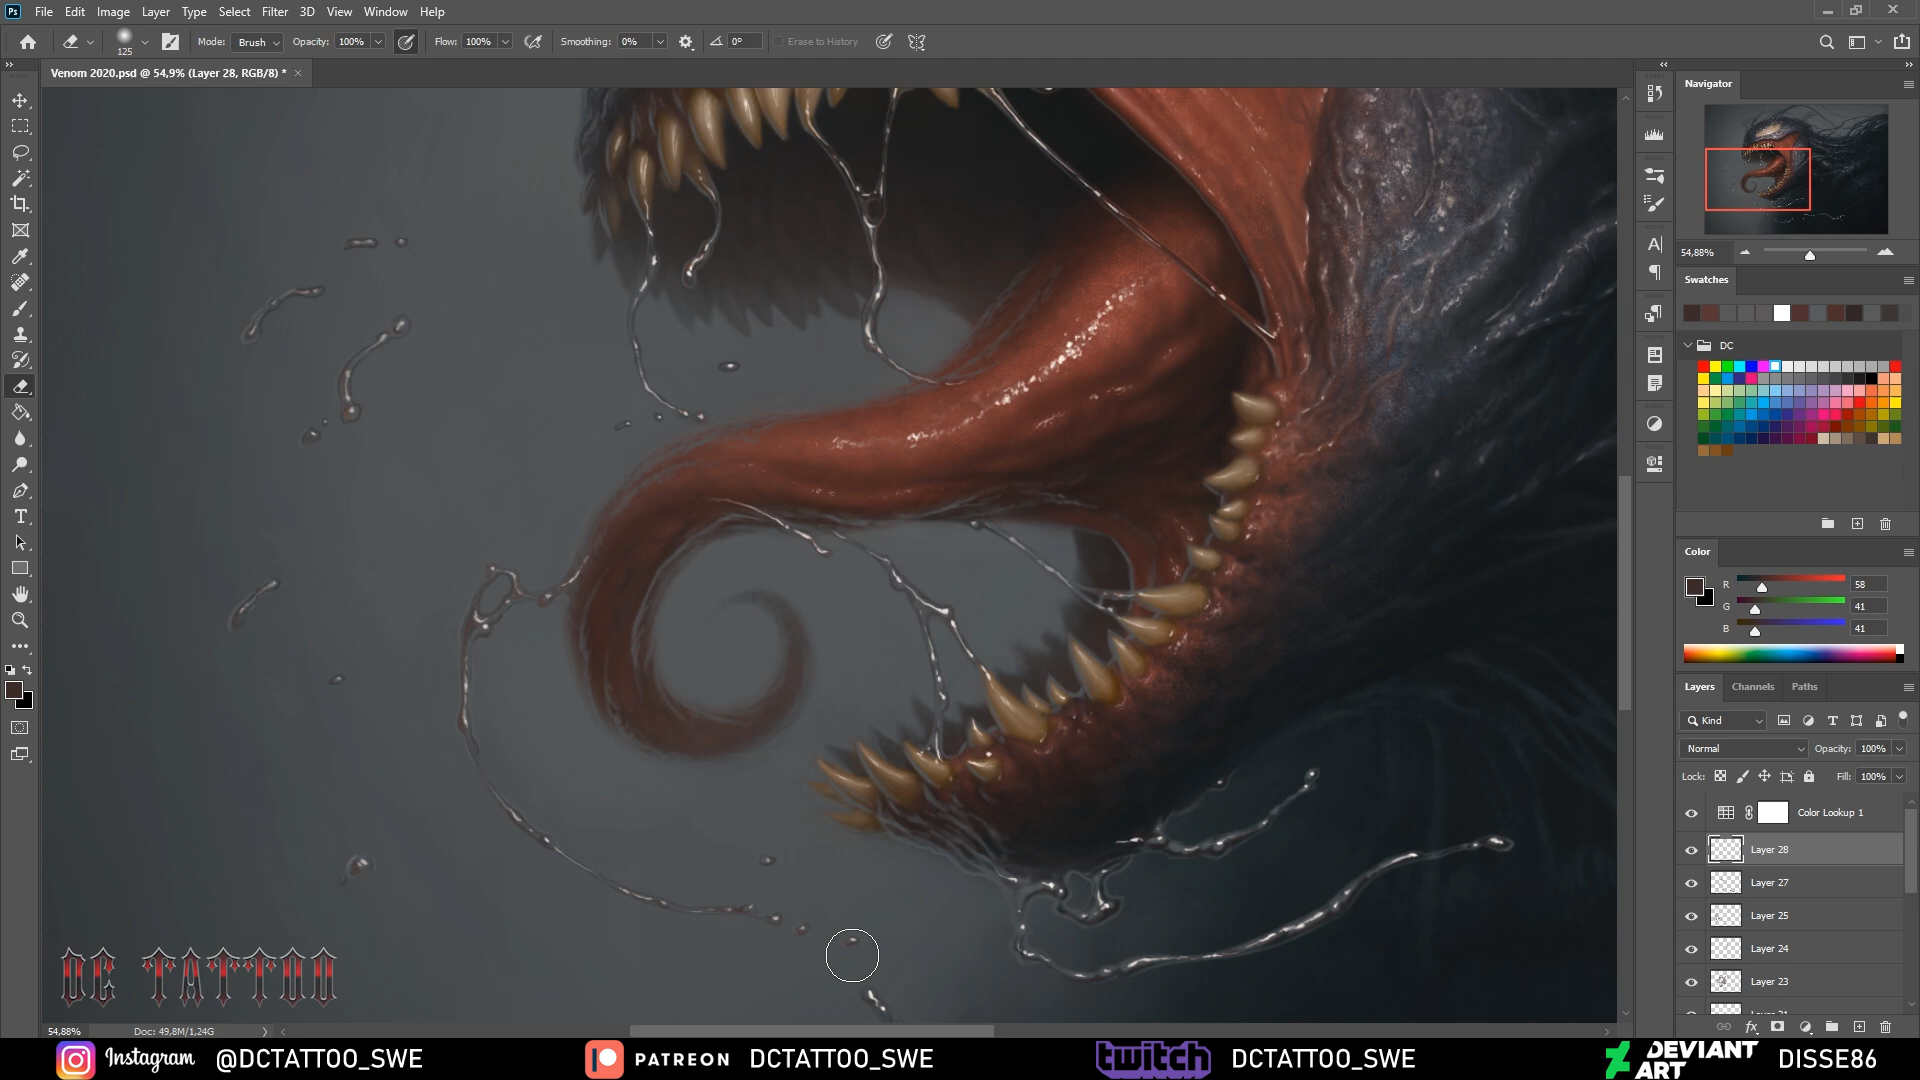 Ps File Edit Image Layer Type Select Filter 3D View Window Help
125 Mode: Brush Opacity: 100% Flow: 100% Smoothing: 0% 0° Erase to History
Venom 2020.psd @ 54,9% (Layer 28, RGB/8) *
Navigator
54,88%
Swatches
DC
Color
R 58
G 41
B 41
Layers Channels Paths
Kind
Normal Opacity: 100%
Lock: Fill: 100%
Color Lookup 1
Layer 28
Layer 27
Layer 25
Layer 24
Layer 23
DC TATTOO
54,88% Doc: 49,8M/1,24G
Instagram @DCTATTOO_SWE PATREON DCTATTOO_SWE twitch DCTATTOO_SWE DEVIANT ART DISSE86